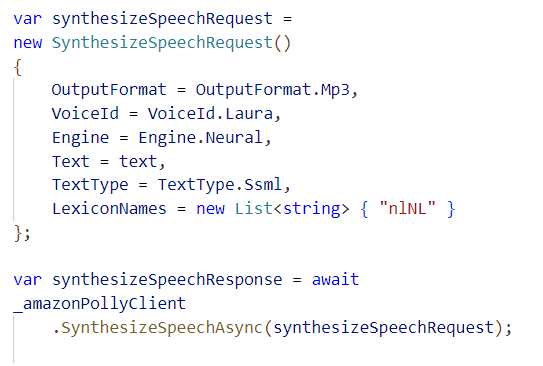 var synthesizeSpeechRequest =
new SynthesizeSpeechRequest()
{
    OutputFormat = OutputFormat.Mp3,
    VoiceId = VoiceId.Laura,
    Engine = Engine.Neural,
    Text = text,
    TextType = TextType.Ssml,
    LexiconNames = new List<string> { "nlNL" }
};

var synthesizeSpeechResponse = await
_amazonPollyClient
    .SynthesizeSpeechAsync(synthesizeSpeechRequest);